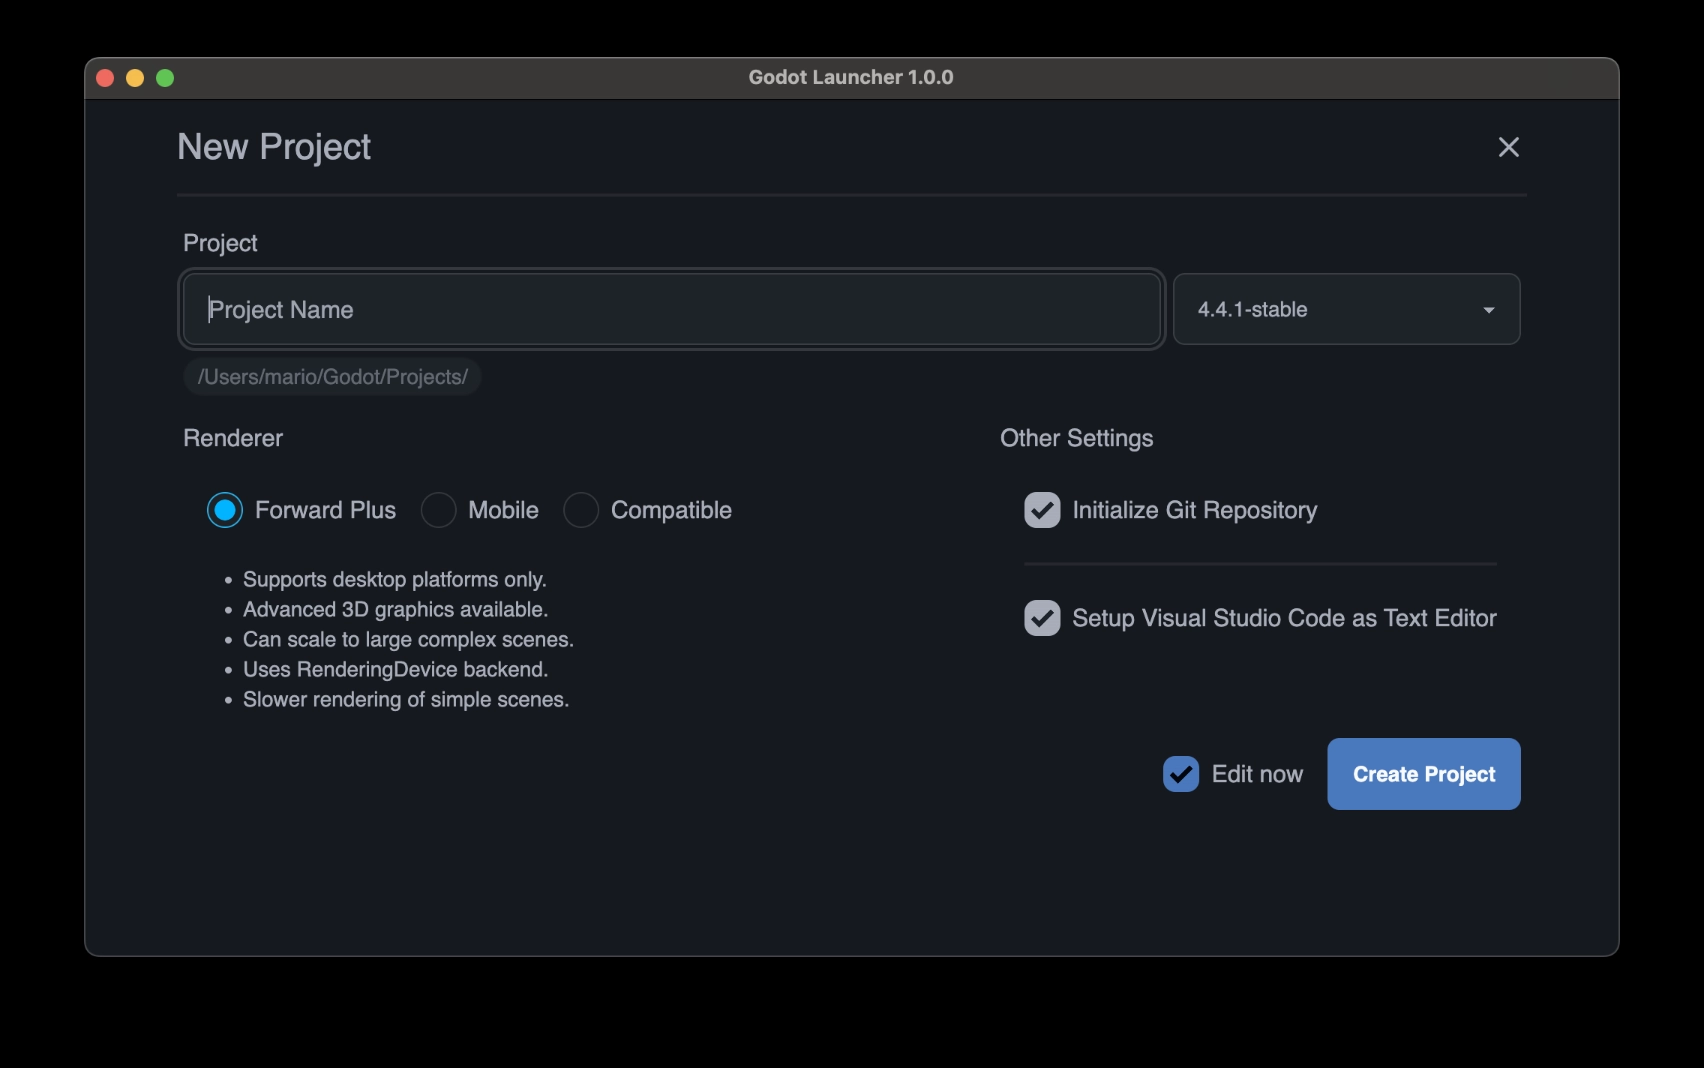 Godot Launcher 1.0.0
New Project
Project
Project Name
4.4.1-stable
/Users/mario/Godot/Projects/
Renderer
Forward Plus
Mobile
Compatible
• Supports desktop platforms only.
• Advanced 3D graphics available.
• Can scale to large complex scenes.
• Uses RenderingDevice backend.
• Slower rendering of simple scenes.
Other Settings
Initialize Git Repository
Setup Visual Studio Code as Text Editor
Edit now
Create Project